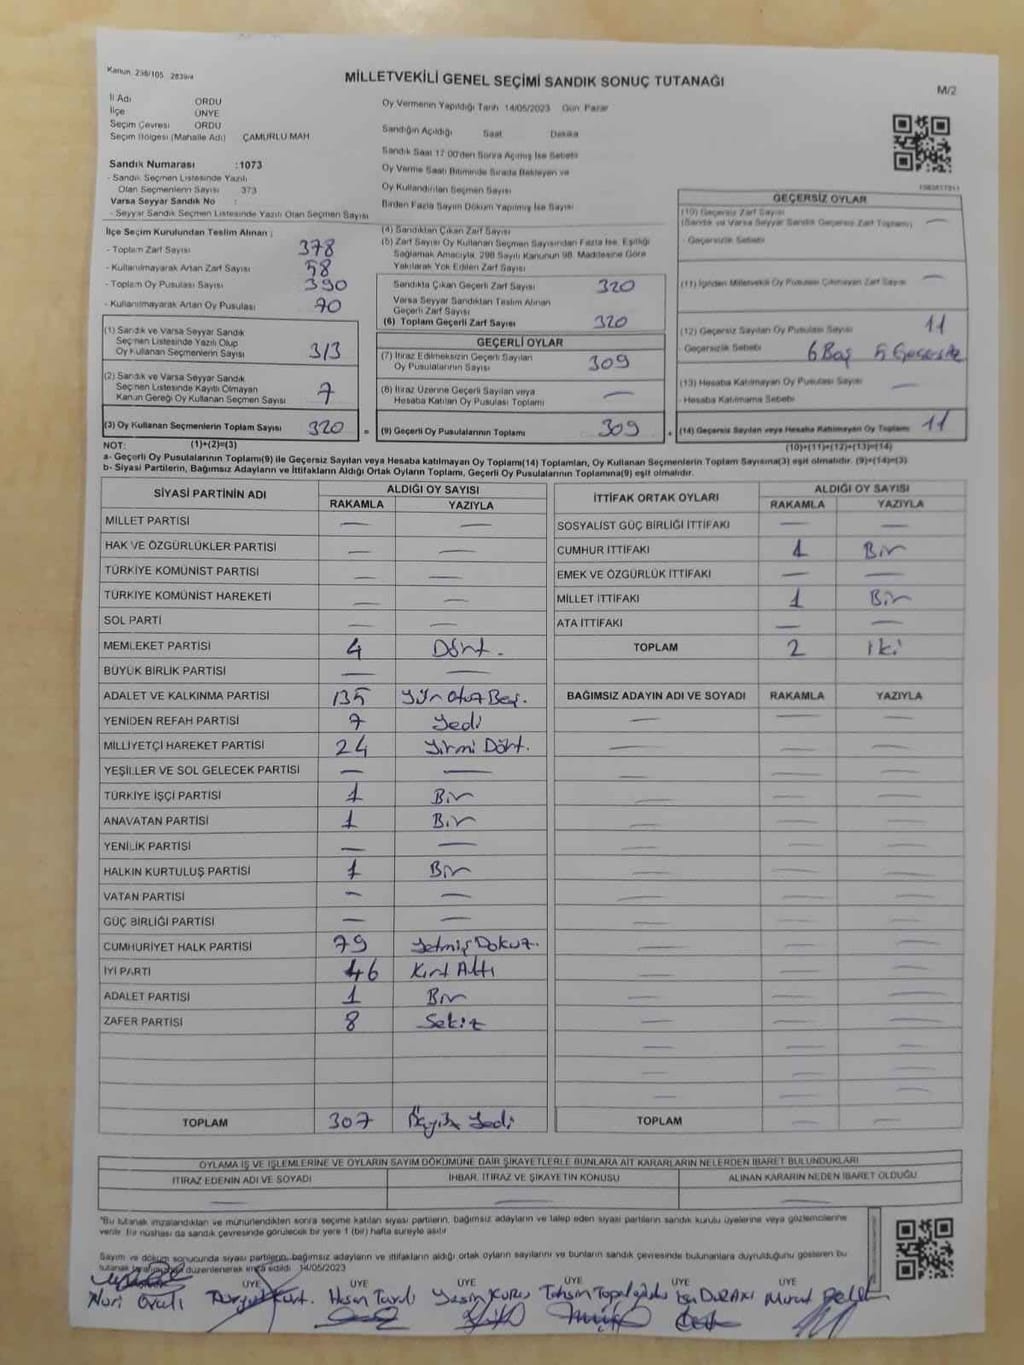 Kanun 298/105 2839/4
MİLLETVEKİLİ GENEL SEÇİMİ SANDIK SONUÇ TUTANAĞI
M/2
İl Adı ORDU
İlçe ÜNYE
Seçim Çevresi ORDU
Seçim Bölgesi (Mahalle Adı) ÇAMURLU MAH
Sandık Numarası :1073
- Sandık Seçmen Listesinde Yazılı
Olan Seçmenlerin Sayısı 373
Varsa Seyyar Sandık No :
- Seyyar Sandık Seçmen Listesinde Yazılı Olan Seçmen Sayısı
Oy Vermenin Yapıldığı Tarih 14/05/2023 Gün Pazar
Sandığın Açıldığı Saat Dakika
Sandık Saat 17:00'den Sonra Açılmış İse Sebebi
Oy Verme Saati Bitiminde Sırada Bekleyen ve
Oy Kullandırılan Seçmen Sayısı
Birden Fazla Sayım Döküm Yapılmış İse Sayısı
İlçe Seçim Kurulundan Teslim Alınan ;
- Toplam Zarf Sayısı 378
- Kullanılmayarak Artan Zarf Sayısı 58
- Toplam Oy Pusulası Sayısı 390
- Kullanılmayarak Artan Oy Pusulası 70
(1) Sandık ve Varsa Seyyar Sandık
Seçmen Listesinde Yazılı Olup
Oy Kullanan Seçmenlerin Sayısı 313
(2) Sandık ve Varsa Seyyar Sandık
Seçmen Listesinde Kayıtlı Olmayan
Kanun Gereği Oy Kullanan Seçmen Sayısı 7
(3) Oy Kullanan Seçmenlerin Toplam Sayısı 320
(4) Sandıktan Çıkan Zarf Sayısı
(5) Zarf Sayısı Oy Kullanan Seçmen Sayısından Fazla İse, Eşitliği
Sağlamak Amacıyla, 298 Sayılı Kanunun 98. Maddesine Göre
Yakılarak Yok Edilen Zarf Sayısı
Sandıkta Çıkan Geçerli Zarf Sayısı 320
Varsa Seyyar Sandıktan Teslim Alınan
Geçerli Zarf Sayısı
(6) Toplam Geçerli Zarf Sayısı 320
GEÇERLİ OYLAR
(7) İtiraz Edilmeksizin Geçerli Sayılan
Oy Pusulalarının Sayısı 309
(8) İtiraz Üzerine Geçerli Sayılan veya
Hesaba Katılan Oy Pusulası Toplamı —
= (9) Geçerli Oy Pusulalarının Toplamı 309 +
GEÇERSİZ OYLAR
(10) Geçersiz Zarf Sayısı
(Sandık ve Varsa Seyyar Sandık Geçersiz Zarf Toplamı) —
- Geçersizlik Sebebi
(11) İçinden Milletvekili Oy Pusulası Çıkmayan Zarf Sayısı —
(12) Geçersiz Sayılan Oy Pusulası Sayısı 11
- Geçersizlik Sebebi 6 Boş 5 Geçersiz
(13) Hesaba Katılmayan Oy Pusulası Sayısı —
- Hesaba Katılmama Sebebi
(14) Geçersiz Sayılan veya Hesaba Katılmayan Oy Toplamı 11
NOT: (1)+(2)=(3) (10)+(11)+(12)+(13)=(14)
a- Geçerli Oy Pusulalarının Toplamı(9) ile Geçersiz Sayılan veya Hesaba katılmayan Oy Toplamı(14) Toplamları, Oy Kullanan Seçmenlerin Toplam Sayısına(3) eşit olmalıdır. (9)+(14)=(3)
b- Siyasi Partilerin, Bağımsız Adayların ve İttifakların Aldığı Ortak Oyların Toplamı, Geçerli Oy Pusulalarının Toplamına(9) eşit olmalıdır.
SİYASİ PARTİNİN ADI ALDIĞI OY SAYISI
RAKAMLA YAZIYLA
MİLLET PARTİSİ — —
HAK VE ÖZGÜRLÜKLER PARTİSİ — —
TÜRKİYE KOMÜNİST PARTİSİ — —
TÜRKİYE KOMÜNİST HAREKETİ — —
SOL PARTİ — —
MEMLEKET PARTİSİ 4 Dört.
BÜYÜK BİRLİK PARTİSİ — —
ADALET VE KALKINMA PARTİSİ 135 Yüz Otuz Beş.
YENİDEN REFAH PARTİSİ 7 Yedi
MİLLİYETÇİ HAREKET PARTİSİ 24 Yirmi Dört.
YEŞİLLER VE SOL GELECEK PARTİSİ — —
TÜRKİYE İŞÇİ PARTİSİ 1 Bir
ANAVATAN PARTİSİ 1 Bir
YENİLİK PARTİSİ — —
HALKIN KURTULUŞ PARTİSİ 1 Bir
VATAN PARTİSİ — —
GÜÇ BİRLİĞİ PARTİSİ — —
CUMHURİYET HALK PARTİSİ 79 Yetmiş Dokuz.
İYİ PARTİ 46 Kırk Altı
ADALET PARTİSİ 1 Bir
ZAFER PARTİSİ 8 Sekiz
TOPLAM 307 Yedi
İTTİFAK ORTAK OYLARI ALDIĞI OY SAYISI
RAKAMLA YAZIYLA
SOSYALİST GÜÇ BİRLİĞİ İTTİFAKI — —
CUMHUR İTTİFAKI 1 Bir
EMEK VE ÖZGÜRLÜK İTTİFAKI — —
MİLLET İTTİFAKI 1 Bir
ATA İTTİFAKI — —
TOPLAM 2 İki
BAĞIMSIZ ADAYIN ADI VE SOYADI RAKAMLA YAZIYLA
TOPLAM — —
OYLAMA İŞ VE İŞLEMLERİNE VE OYLARIN SAYIM DÖKÜMÜNE DAİR ŞİKAYETLERLE BUNLARA AİT KARARLARIN NELERDEN İBARET BULUNDUKLARI
İTİRAZ EDENİN ADI VE SOYADI İHBAR, İTİRAZ VE ŞİKAYETİN KONUSU ALINAN KARARIN NEDEN İBARET OLDUĞU
"Bu tutanak imzalandıktan ve mühürlendikten sonra seçime katılan siyasi partilerin, bağımsız adayların ve talep eden siyasi partilerin sandık kurulu üyelerine veya gözlemcilerine
verilir. Bir nüshası da sandık çevresinde görülecek bir yere 1 (bir) hafta süreyle asılır
Sayım ve döküm sonucunda siyasi partilerin, bağımsız adayların ve ittifakların aldığı ortak oyların sayılarını ve bunların sandık çevresinde bulunanlara duyrulduğunu gösteren bu
tutanak tarafımızdan düzenlenerek imza edildi 14/05/2023
ÜYE ÜYE ÜYE ÜYE ÜYE ÜYE
Nuri Hasan Yasin Tahsin Murat